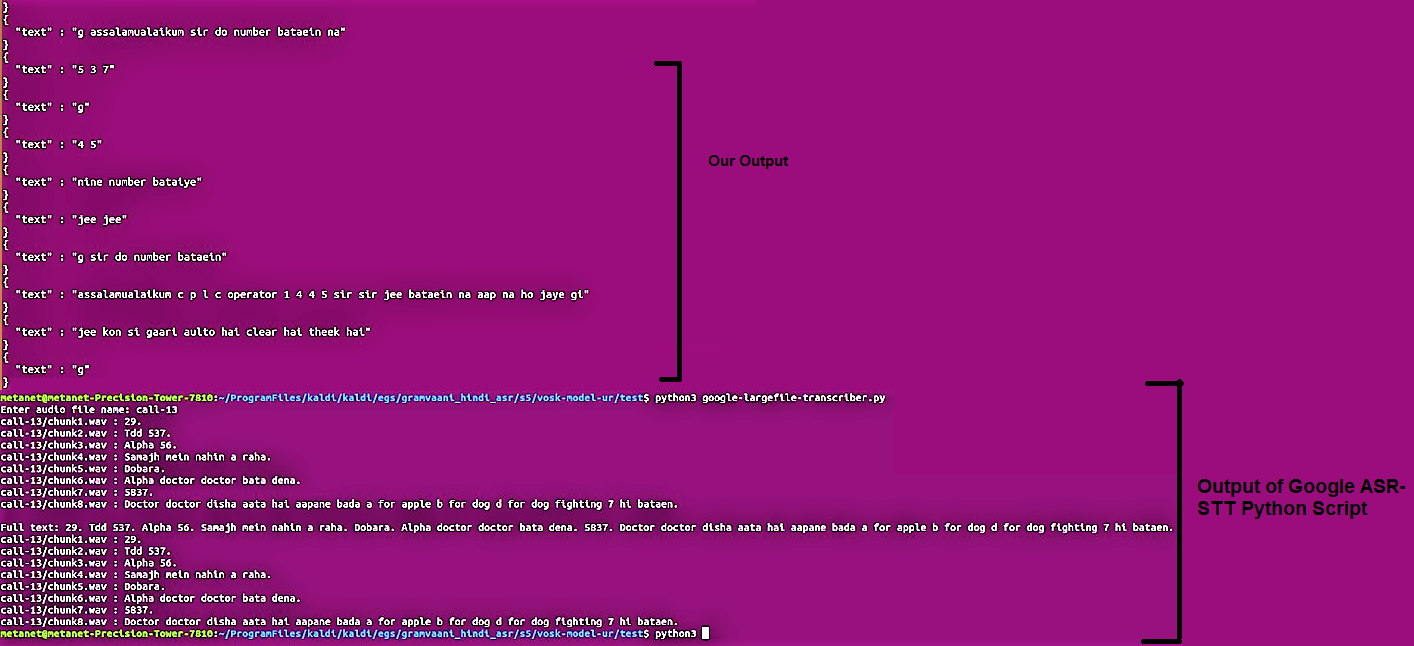 }
{
"text" : "g assalamualaikum sir do number bataein na"
}
{
"text" : "5 3 7"
}
{
"text" : "g"
}
{
"text" : "4 5"
}
{
"text" : "nine number bataiye"
}
{
"text" : "jee jee"
}
{
"text" : "g sir do number bataein"
}
{
"text" : "assalamualaikum c p l c operator 1 4 4 5 sir sir jee bataein na aap na ho jaye gi"
}
{
"text" : "jee kon si gaari aulto hai clear hai theek hai"
}
{
"text" : "g"
}
Our Output
metanet@metanet-Precision-Tower-7810:~/ProgramFiles/kaldi/kaldi/egs/gramvaani_hindi_asr/s5/vosk-model-ur/test$ python3 google-largefile-transcriber.py
Enter audio file name: call-13
call-13/chunk1.wav : 29.
call-13/chunk2.wav : Tdd 537.
call-13/chunk3.wav : Alpha 56.
call-13/chunk4.wav : Samajh mein nahin a raha.
call-13/chunk5.wav : Dobara.
call-13/chunk6.wav : Alpha doctor doctor bata dena.
call-13/chunk7.wav : 5837.
call-13/chunk8.wav : Doctor doctor disha aata hai aapane bada a for apple b for dog d for dog fighting 7 hi bataen.
Full text: 29. Tdd 537. Alpha 56. Samajh mein nahin a raha. Dobara. Alpha doctor doctor bata dena. 5837. Doctor doctor disha aata hai aapane bada a for apple b for dog d for dog fighting 7 hi bataen.
call-13/chunk1.wav : 29.
call-13/chunk2.wav : Tdd 537.
call-13/chunk3.wav : Alpha 56.
call-13/chunk4.wav : Samajh mein nahin a raha.
call-13/chunk5.wav : Dobara.
call-13/chunk6.wav : Alpha doctor doctor bata dena.
call-13/chunk7.wav : 5837.
call-13/chunk8.wav : Doctor doctor disha aata hai aapane bada a for apple b for dog d for dog fighting 7 hi bataen.
metanet@metanet-Precision-Tower-7810:~/ProgramFiles/kaldi/kaldi/egs/gramvaani_hindi_asr/s5/vosk-model-ur/test$ python3
Output of Google ASR-
STT Python Script